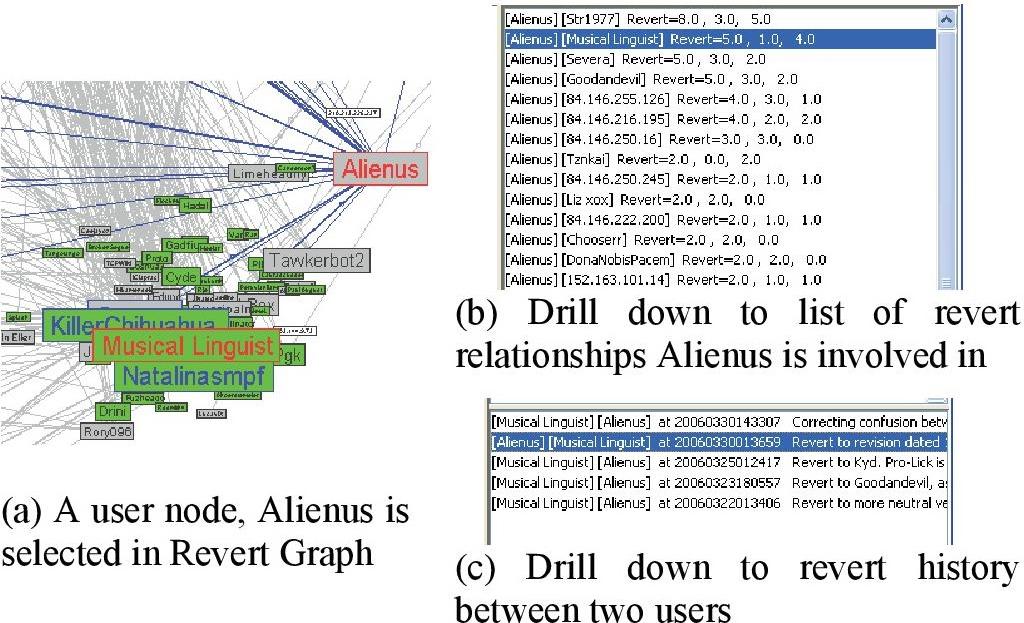 Alienus
Limeheaulty
Hadal
Gadfiu
Proto
Cyde
Tawkerbot2
KillerChihuahua
Musical Linguist
Pgk
Natalinasmpf
Drini
Rory096
(a) A user node, Alienus is
selected in Revert Graph
[Alienus] [Str1977] Revert=8.0 , 3.0, 5.0
[Alienus] [Musical Linguist] Revert=5.0 , 1.0, 4.0
[Alienus] [Severa] Revert=5.0 , 3.0, 2.0
[Alienus] [Goodandevil] Revert=5.0 , 3.0, 2.0
[Alienus] [84.146.255.126] Revert=4.0 , 3.0, 1.0
[Alienus] [84.146.216.195] Revert=4.0 , 2.0, 2.0
[Alienus] [84.146.250.16] Revert=3.0 , 3.0, 0.0
[Alienus] [Tznkai] Revert=2.0 , 0.0, 2.0
[Alienus] [84.146.250.245] Revert=2.0 , 1.0, 1.0
[Alienus] [Liz xox] Revert=2.0 , 2.0, 0.0
[Alienus] [84.146.222.200] Revert=2.0 , 1.0, 1.0
[Alienus] [Chooserr] Revert=2.0 , 2.0, 0.0
[Alienus] [DonaNobisPacem] Revert=2.0 , 2.0, 0.0
[Alienus] [152.163.101.14] Revert=2.0 , 1.0, 1.0
(b) Drill down to list of revert
relationships Alienus is involved in
[Musical Linguist] [Alienus] at 20060330143307 Correcting confusion betw
[Alienus] [Musical Linguist] at 20060330013659 Revert to revision dated
[Musical Linguist] [Alienus] at 20060325012417 Revert to Kyd. Pro-Lick is
[Musical Linguist] [Alienus] at 20060323180557 Revert to Goodandevil, as
[Musical Linguist] [Alienus] at 20060322013406 Revert to more neutral ve
(c) Drill down to revert history
between two users